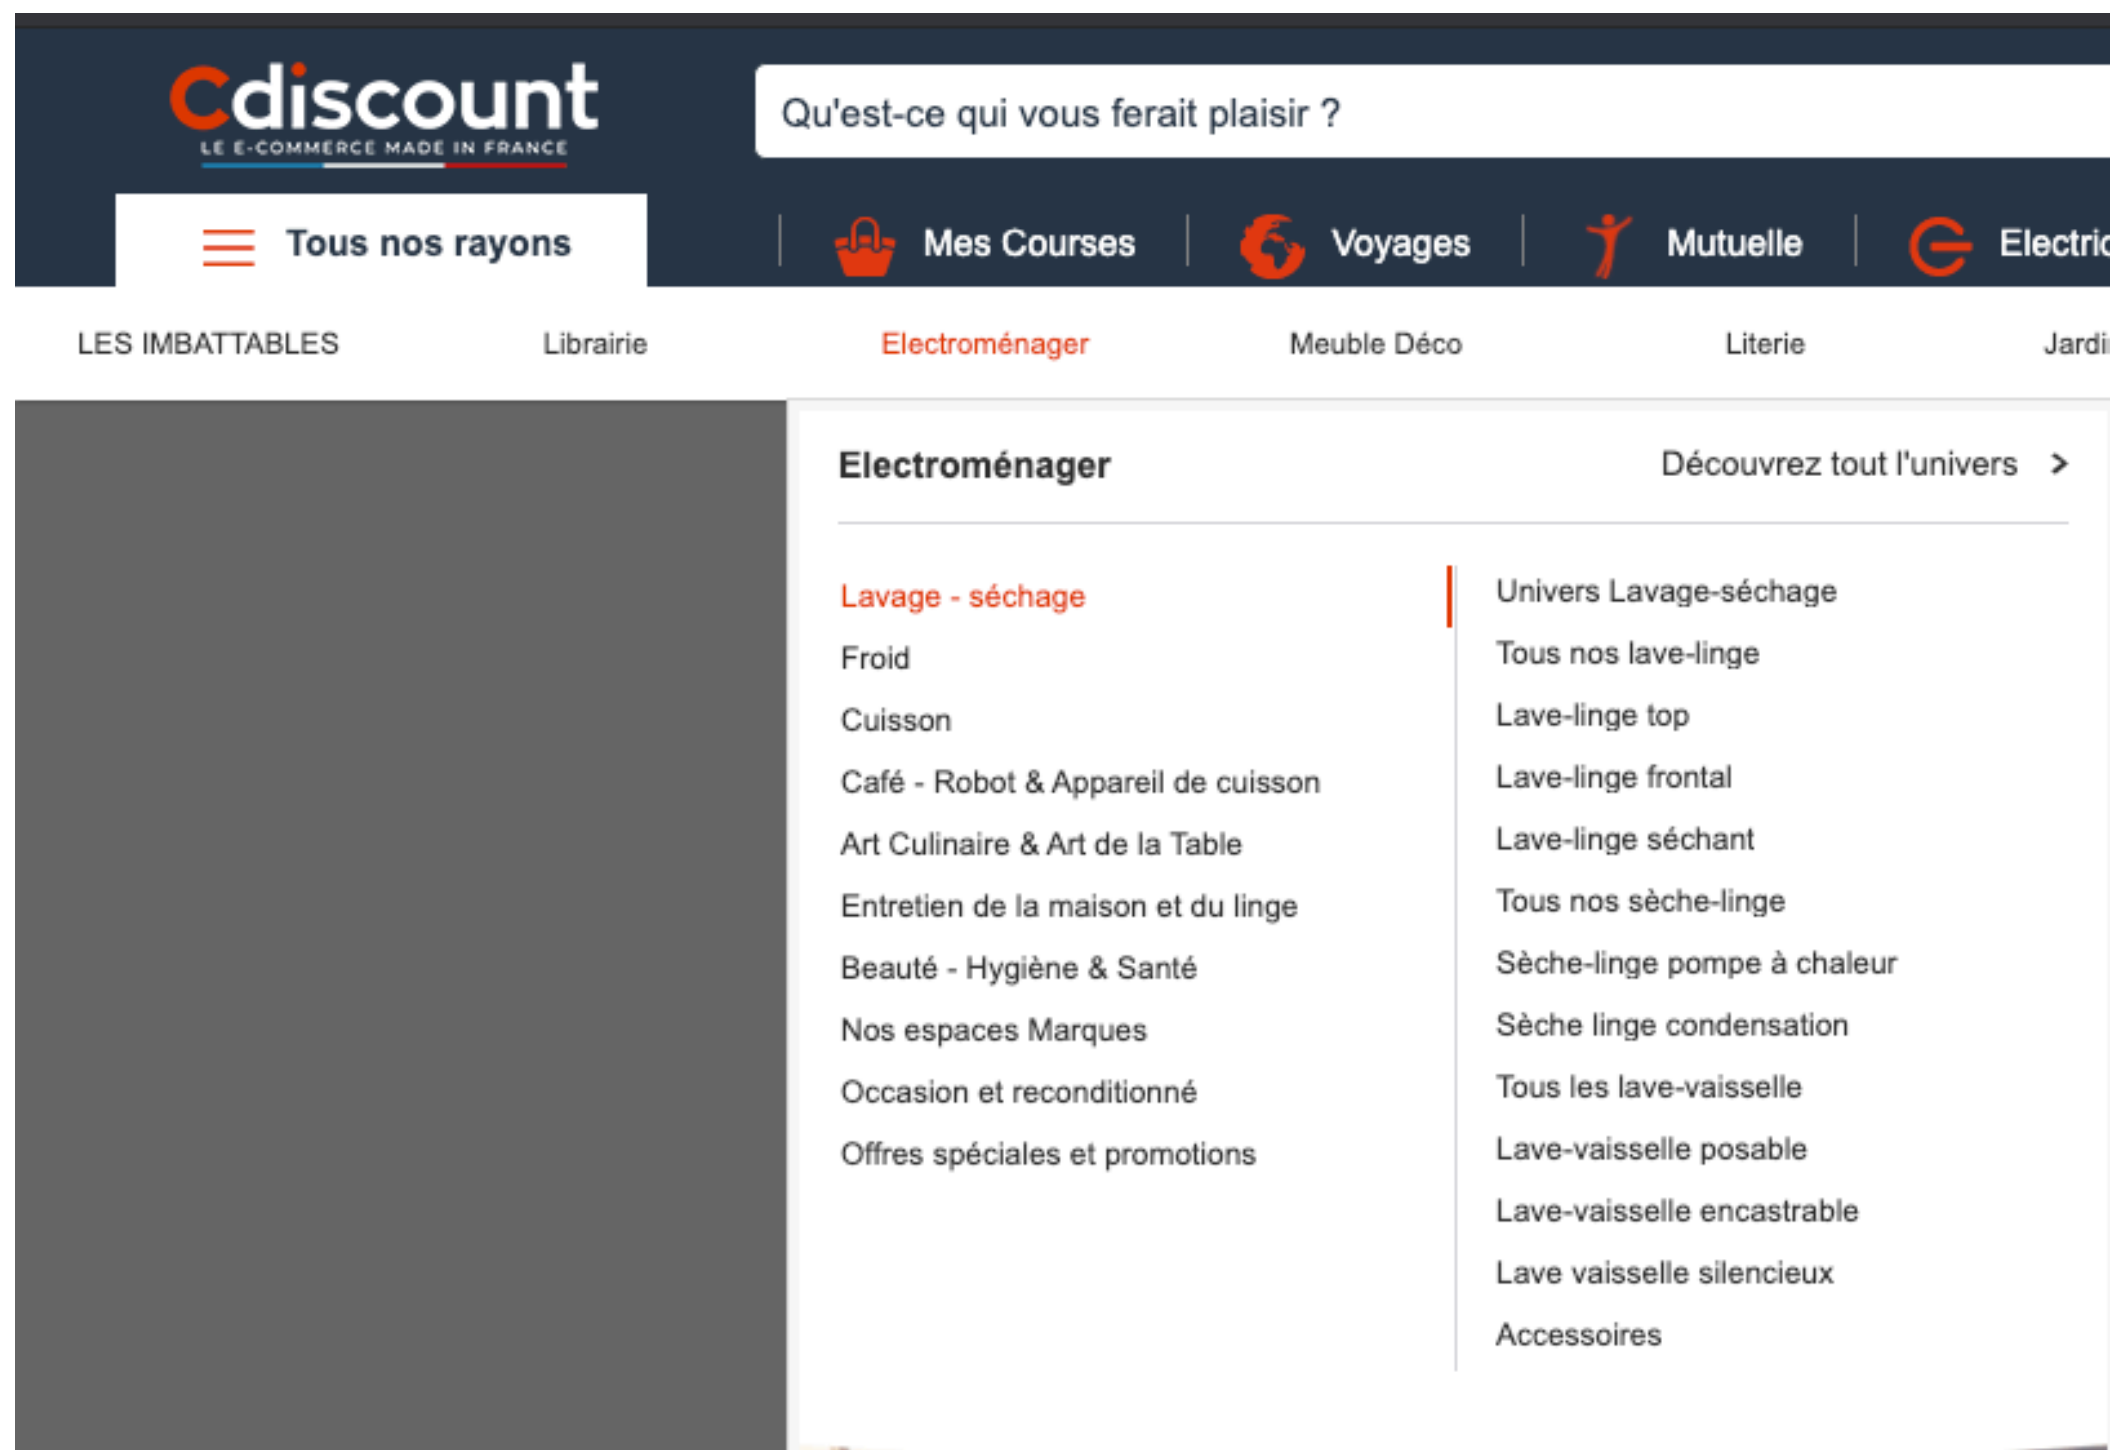 Cdiscount
LE E-COMMERCE MADE IN FRANCE
Qu'est-ce qui vous ferait plaisir ?
Tous nos rayons
Mes Courses
Voyages
Mutuelle
LES IMBATTABLES
Librairie
Electroménager
Meuble Déco
Literie
Electroménager
Découvrez tout l'univers >
Lavage - séchage
Froid
Cuisson
Café - Robot & Appareil de cuisson
Art Culinaire & Art de la Table
Entretien de la maison et du linge
Beauté - Hygiène & Santé
Nos espaces Marques
Occasion et reconditionné
Offres spéciales et promotions
Univers Lavage-séchage
Tous nos lave-linge
Lave-linge top
Lave-linge frontal
Lave-linge séchant
Tous nos sèche-linge
Sèche-linge pompe à chaleur
Sèche linge condensation
Tous les lave-vaisselle
Lave-vaisselle posable
Lave-vaisselle encastrable
Lave vaisselle silencieux
Accessoires